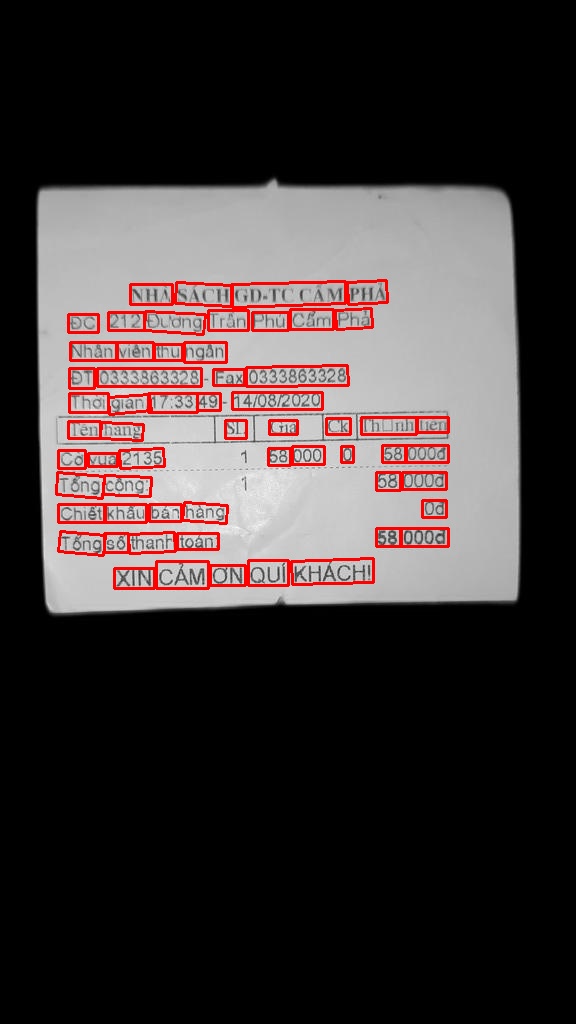 NHÀ SÁCH GD-TC CẨM PHẢ
ĐC: 212 Đường Trần Phú Cẩm Phả
Nhân viên thu ngân
ĐT 0333863328 - Fax 0333863328
Thời gian 17:33:49 - 14/08/2020
Tên hàng SL Giá Ck Th□nh tiền
Cờ vua 2135 1 58.000 0 58.000đ
Tổng cộng: 1 58.000đ
Chiết khấu bán hàng 0đ
Tổng số thanh toán: 58.000đ
XIN CẢM ƠN QUÍ KHÁCH!